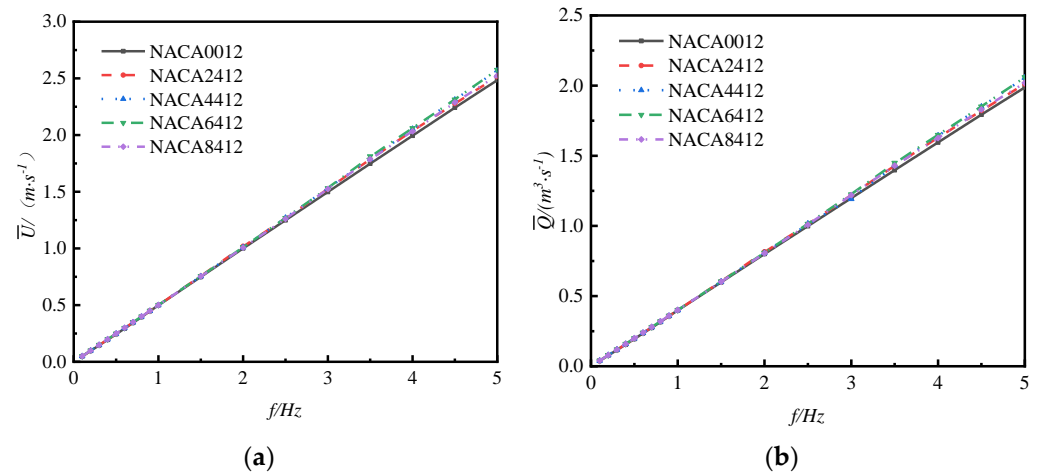 3.0
2.5
2.0
1.5
1.0
0.5
0.0
0
1
2
3
4
5
U̅/（m·s⁻¹）
f/Hz
NACA0012
NACA2412
NACA4412
NACA6412
NACA8412
(a)
2.5
2.0
1.5
1.0
0.5
0.0
0
1
2
3
4
5
Q̅/(m³·s⁻¹)
f/Hz
NACA0012
NACA2412
NACA4412
NACA6412
NACA8412
(b)